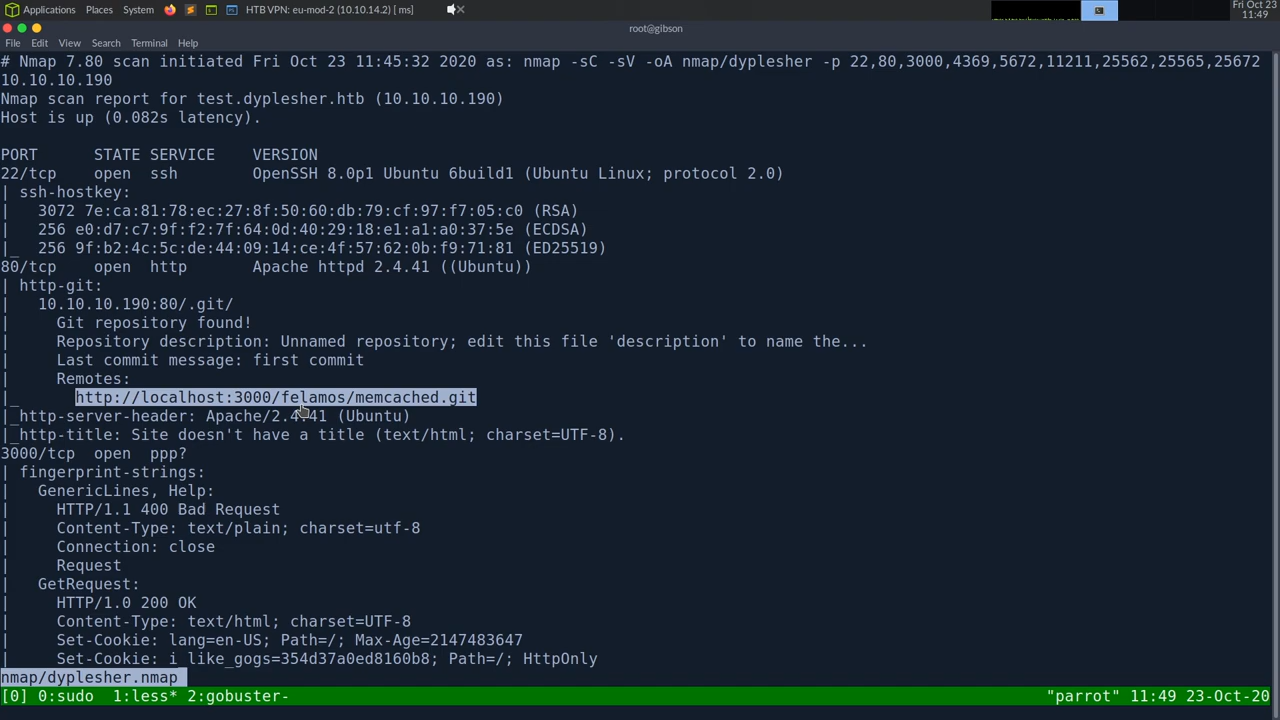 Applications Places System HTB VPN: eu-mod-2 (10.10.14.2) [ ms] Fri Oct 23
11:49
root@gibson
File Edit View Search Terminal Help
# Nmap 7.80 scan initiated Fri Oct 23 11:45:32 2020 as: nmap -sC -sV -oA nmap/dyplesher -p 22,80,3000,4369,5672,11211,25562,25565,25672
10.10.10.190
Nmap scan report for test.dyplesher.htb (10.10.10.190)
Host is up (0.082s latency).
PORT STATE SERVICE VERSION
22/tcp open ssh OpenSSH 8.0p1 Ubuntu 6build1 (Ubuntu Linux; protocol 2.0)
| ssh-hostkey:
| 3072 7e:ca:81:78:ec:27:8f:50:60:db:79:cf:97:f7:05:c0 (RSA)
| 256 e0:d7:c7:9f:f2:7f:64:0d:40:29:18:e1:a1:a0:37:5e (ECDSA)
|_ 256 9f:b2:4c:5c:de:44:09:14:ce:4f:57:62:0b:f9:71:81 (ED25519)
80/tcp open http Apache httpd 2.4.41 ((Ubuntu))
| http-git:
| 10.10.10.190:80/.git/
| Git repository found!
| Repository description: Unnamed repository; edit this file 'description' to name the...
| Last commit message: first commit
| Remotes:
|_ http://localhost:3000/felamos/memcached.git
|_http-server-header: Apache/2.4.41 (Ubuntu)
|_http-title: Site doesn't have a title (text/html; charset=UTF-8).
3000/tcp open ppp?
| fingerprint-strings:
| GenericLines, Help:
| HTTP/1.1 400 Bad Request
| Content-Type: text/plain; charset=utf-8
| Connection: close
| Request
| GetRequest:
| HTTP/1.0 200 OK
| Content-Type: text/html; charset=UTF-8
| Set-Cookie: lang=en-US; Path=/; Max-Age=2147483647
| Set-Cookie: i_like_gogs=354d37a0ed8160b8; Path=/; HttpOnly
nmap/dyplesher.nmap
[0] 0:sudo 1:less* 2:gobuster- "parrot" 11:49 23-Oct-20